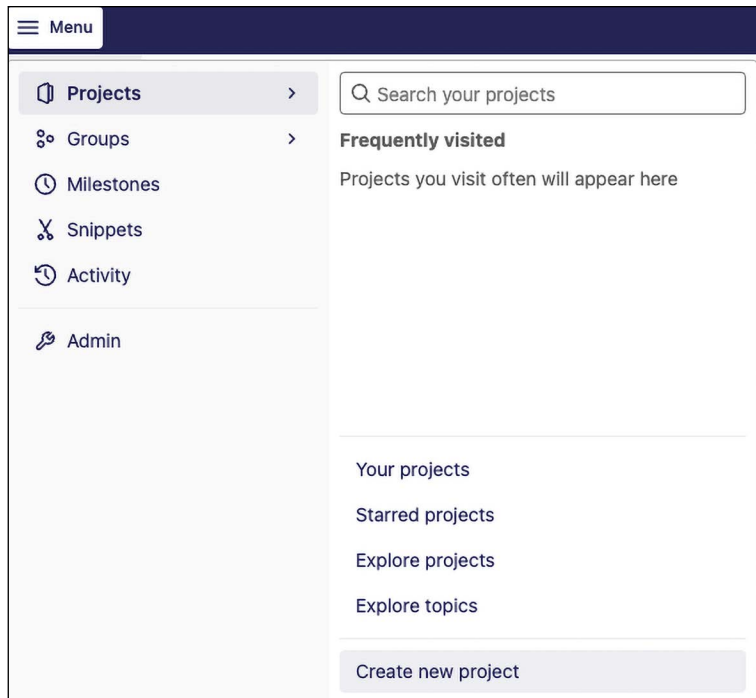 Menu
Projects
Groups
Milestones
Snippets
Activity
Admin
Search your projects
Frequently visited
Projects you visit often will appear here
Your projects
Starred projects
Explore projects
Explore topics
Create new project